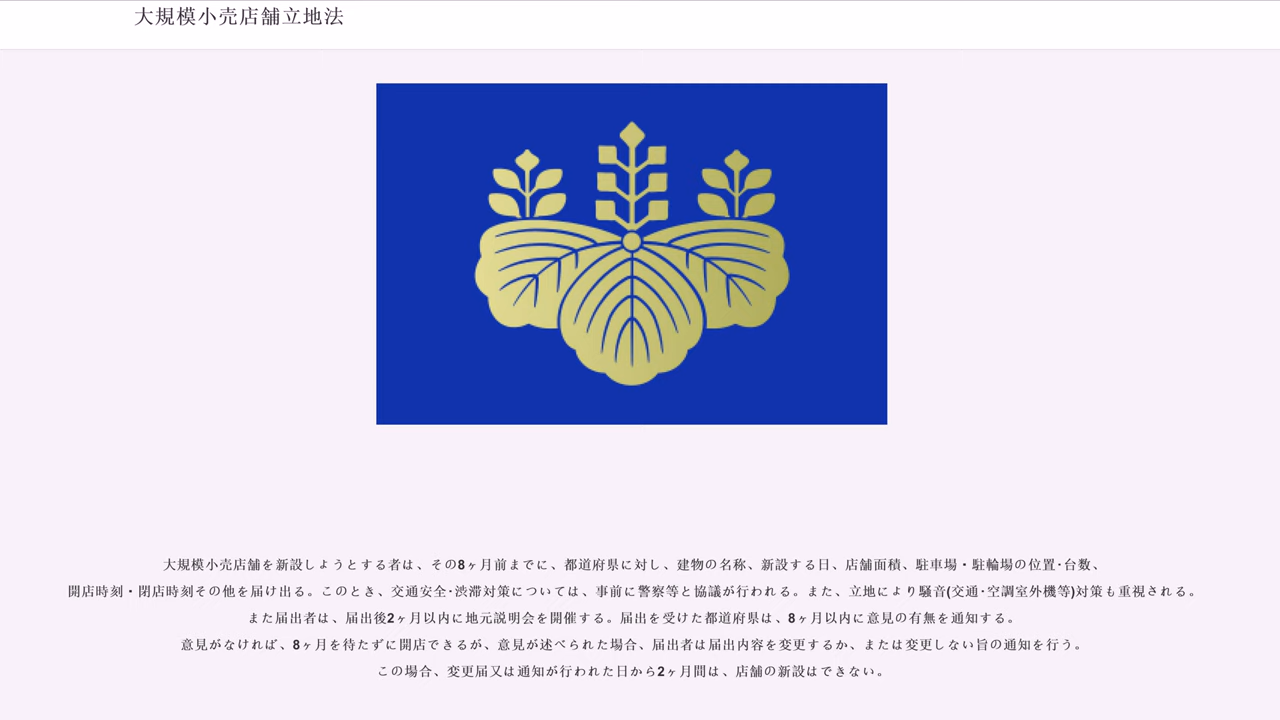 大規模小売店舗立地法
大規模小売店舗を新設しようとする者は、その8ヶ月前までに、都道府県に対し、建物の名称、新設する日、店舗面積、駐車場・駐輪場の位置･台数、
開店時刻・閉店時刻その他を届け出る。このとき、交通安全･渋滞対策については、事前に警察等と協議が行われる。また、立地により騒音(交通･空調室外機等)対策も重視される。
また届出者は、届出後2ヶ月以内に地元説明会を開催する。届出を受けた都道府県は、8ヶ月以内に意見の有無を通知する。
意見がなければ、8ヶ月を待たずに開店できるが、意見が述べられた場合、届出者は届出内容を変更するか、または変更しない旨の通知を行う。
この場合、変更届又は通知が行われた日から2ヶ月間は、店舗の新設はできない。